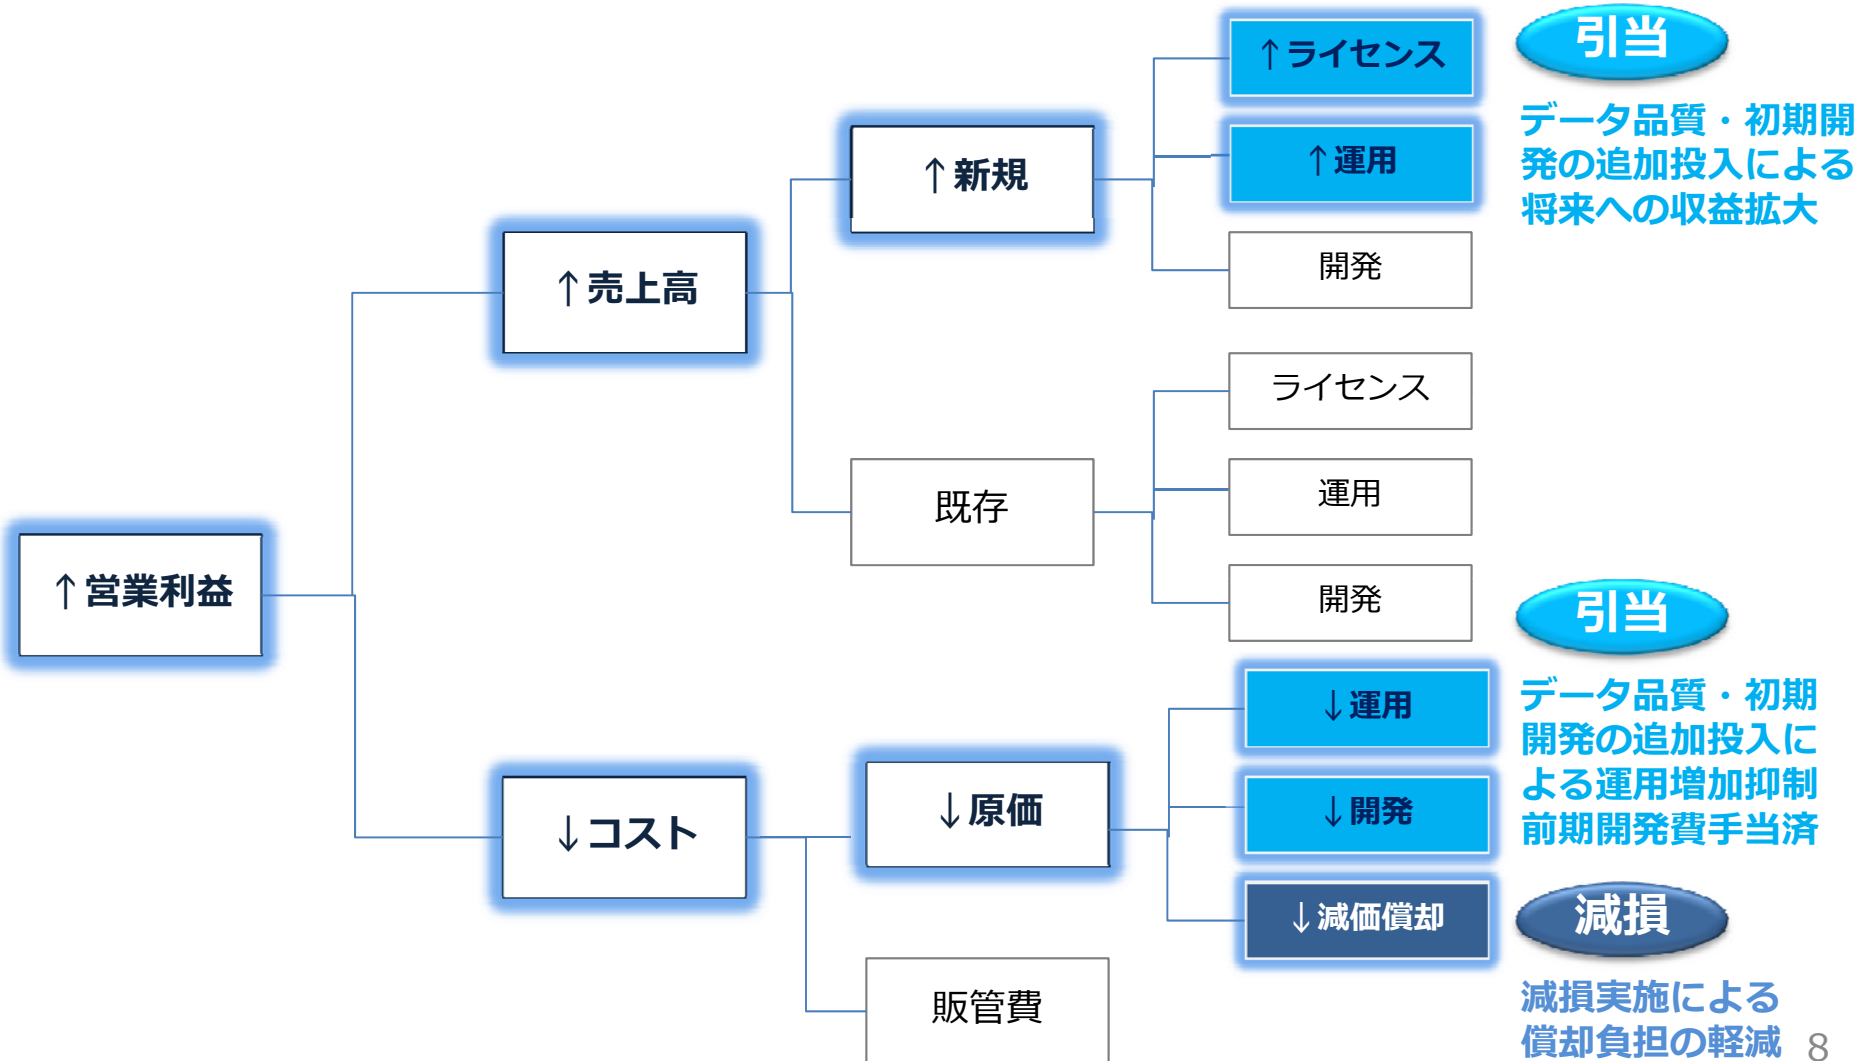 ↑営業利益
↑売上高
↓コスト
↑新規
既存
↓原価
販管費
↑ライセンス
↑運用
開発
ライセンス
運用
開発
↓運用
↓開発
↓減価償却
引当
データ品質・初期開
発の追加投入による
将来への収益拡大
引当
データ品質・初期
開発の追加投入に
よる運用増加抑制
前期開発費手当済
減損
減損実施による
償却負担の軽減
8